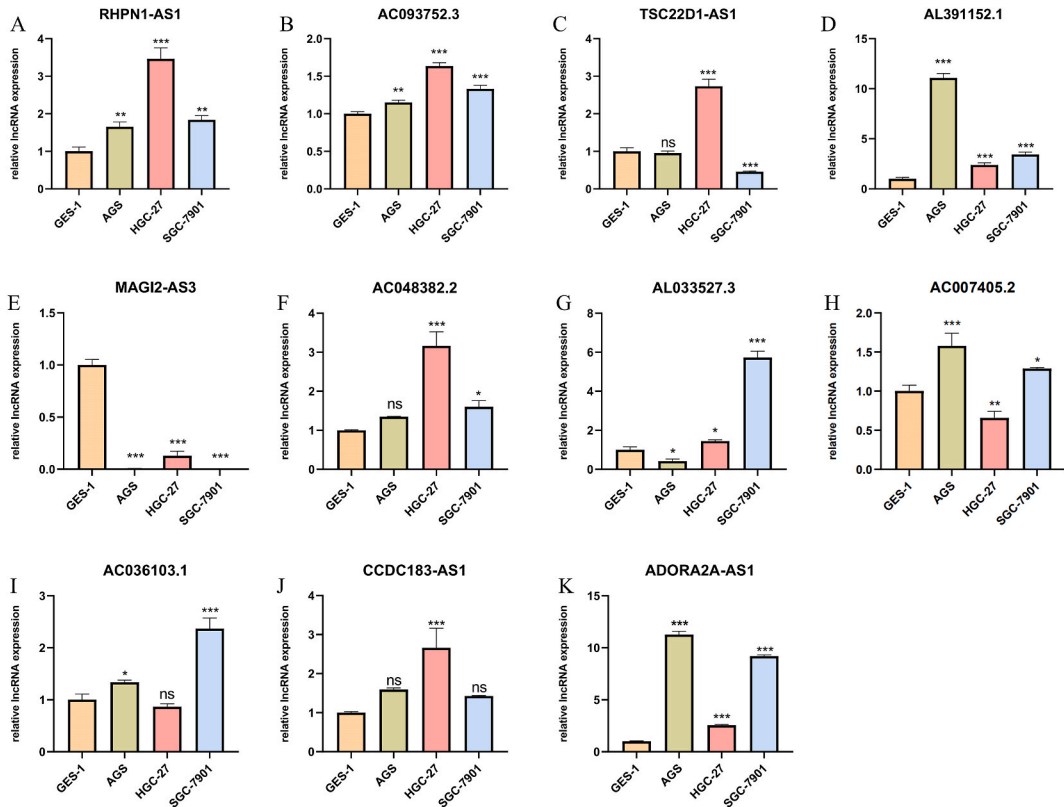 A
RHPN1-AS1
relative lncRNA expression
4
3
2
1
0
**
***
**
GES-1
AGS
HGC-27
SGC-7901
B
AC093752.3
relative lncRNA expression
2.0
1.5
1.0
0.5
0.0
**
***
***
GES-1
AGS
HGC-27
SGC-7901
C
TSC22D1-AS1
relative lncRNA expression
4
3
2
1
0
ns
***
***
GES-1
AGS
HGC-27
SGC-7901
D
AL391152.1
relative lncRNA expression
15
10
5
0
***
***
***
GES-1
AGS
HGC-27
SGC-7901
E
MAGI2-AS3
relative lncRNA expression
1.5
1.0
0.5
0.0
***
***
***
GES-1
AGS
HGC-27
SGC-7901
F
AC048382.2
relative lncRNA expression
4
3
2
1
0
ns
***
*
GES-1
AGS
HGC-27
SGC-7901
G
AL033527.3
relative lncRNA expression
8
6
4
2
0
*
*
***
GES-1
AGS
HGC-27
SGC-7901
H
AC007405.2
relative lncRNA expression
2.0
1.5
1.0
0.5
0.0
***
**
*
GES-1
AGS
HGC-27
SGC-7901
I
AC036103.1
relative lncRNA expression
3
2
1
0
*
ns
***
GES-1
AGS
HGC-27
SGC-7901
J
CCDC183-AS1
relative lncRNA expression
4
3
2
1
0
ns
***
ns
GES-1
AGS
HGC-27
SGC-7901
K
ADORA2A-AS1
relative lncRNA expression
15
10
5
0
***
***
***
GES-1
AGS
HGC-27
SGC-7901